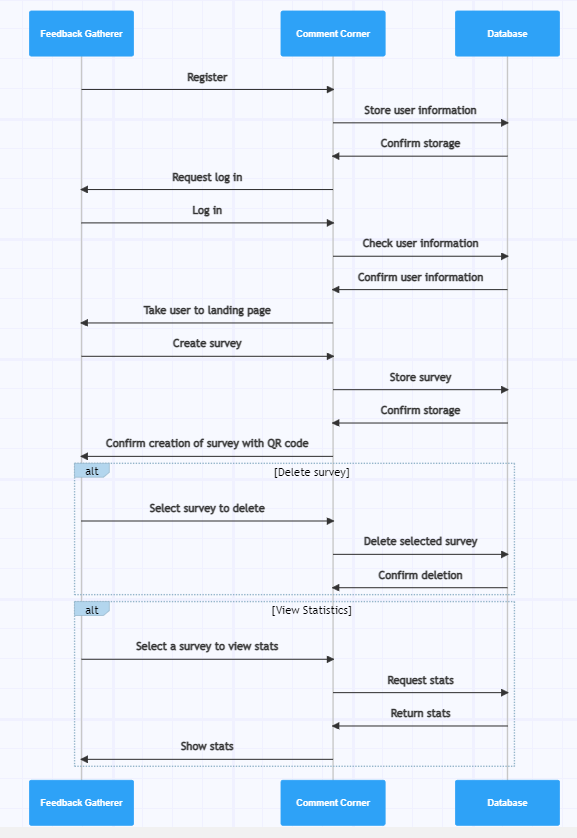 Feedback Gatherer
Comment Corner
Database
Register
Store user information
Confirm storage
Request log in
Log in
Check user information
Confirm user information
Take user to landing page
Create survey
Store survey
Confirm storage
Confirm creation of survey with QR code
alt
[Delete survey]
Select survey to delete
Delete selected survey
Confirm deletion
alt
[View Statistics]
Select a survey to view stats
Request stats
Return stats
Show stats
Feedback Gatherer
Comment Corner
Database